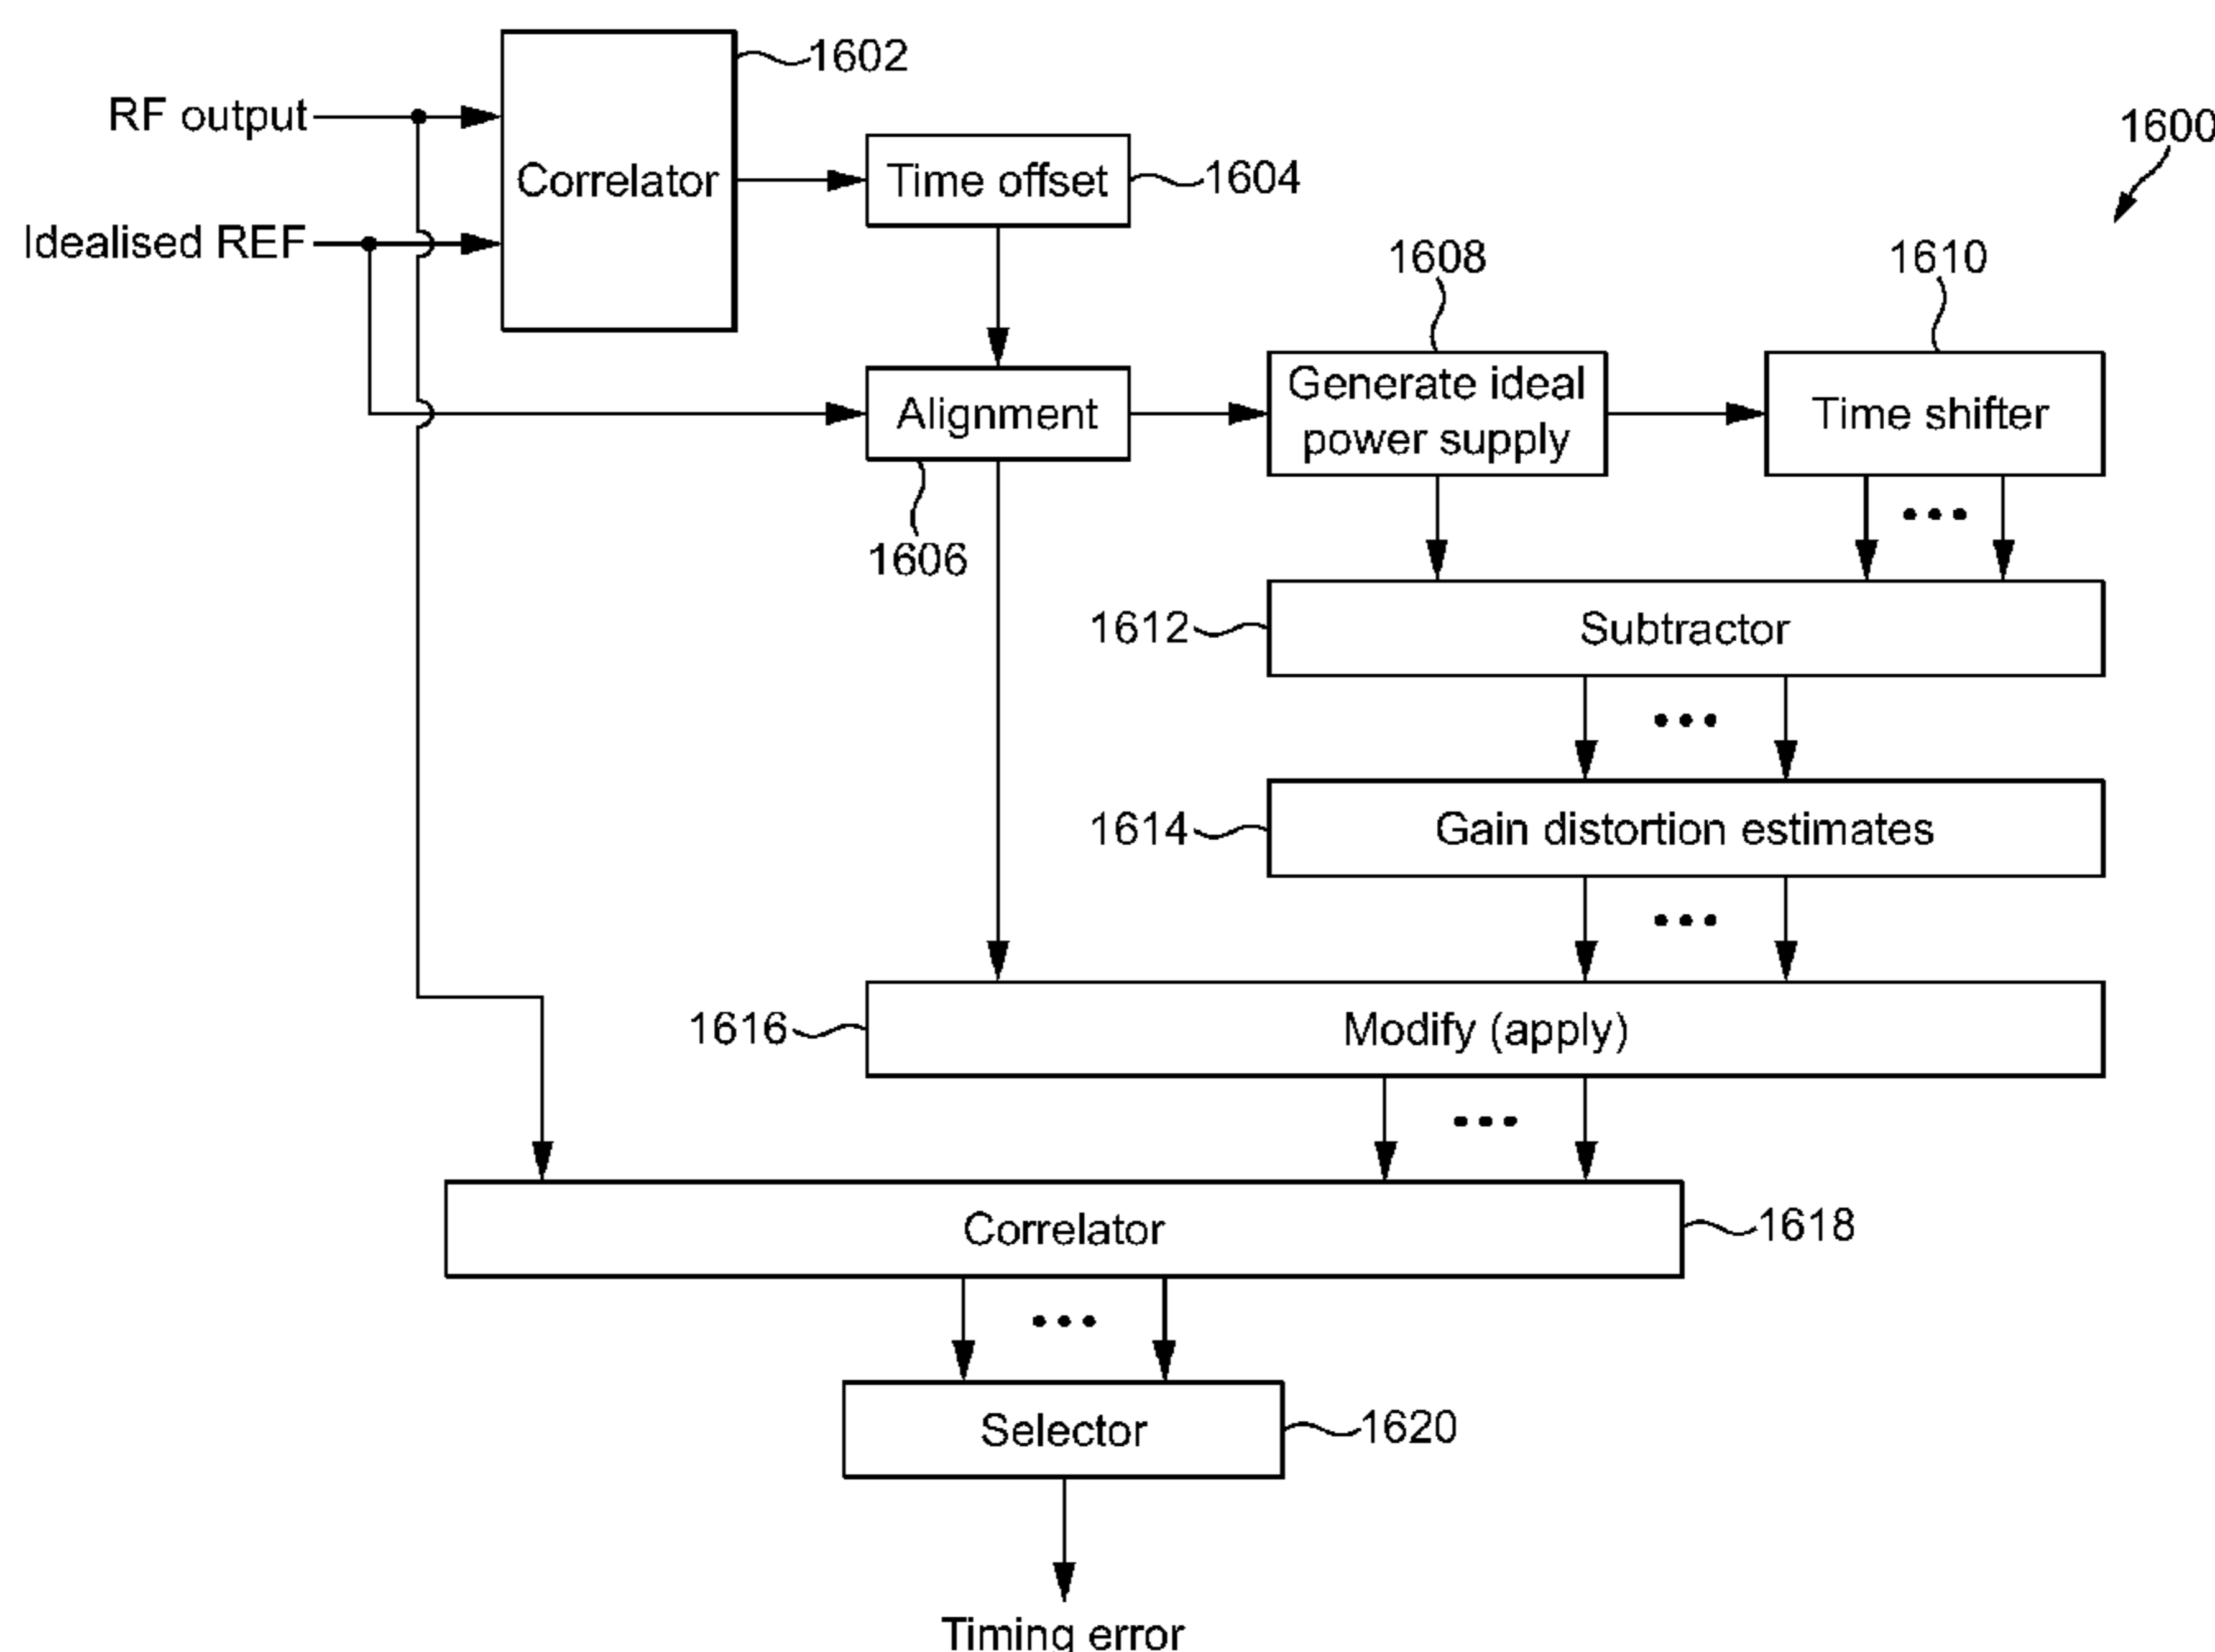 1602
RF output
1600
Correlator
Time offset
1604
Idealised REF
1608
1610
Generate ideal
power supply
Alignment
Time shifter
1606
1612
Subtractor
1614
Gain distortion estimates
1616
Modify (apply)
Correlator
1618
Selector
1620
Timing error